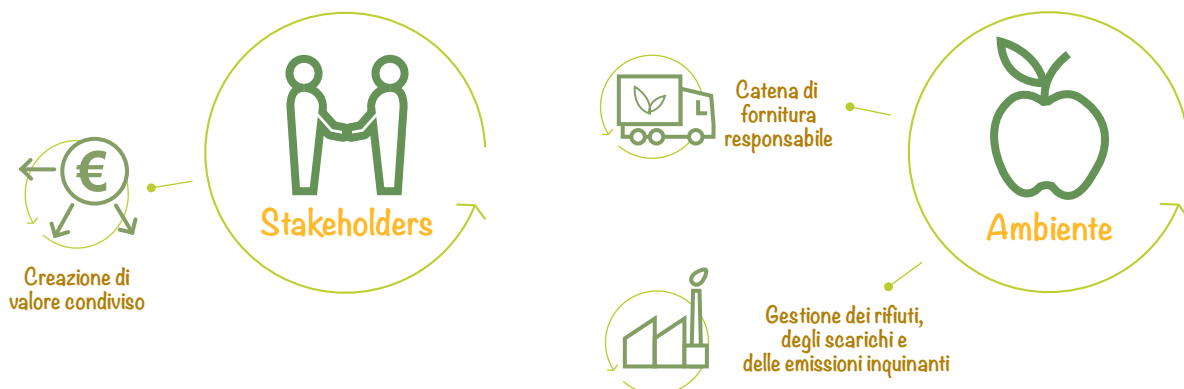 €
Stakeholders
Creazione di
valore condiviso
Catena di
fornitura
responsabile
Ambiente
Gestione dei rifiuti,
degli scarichi e
delle emissioni inquinanti